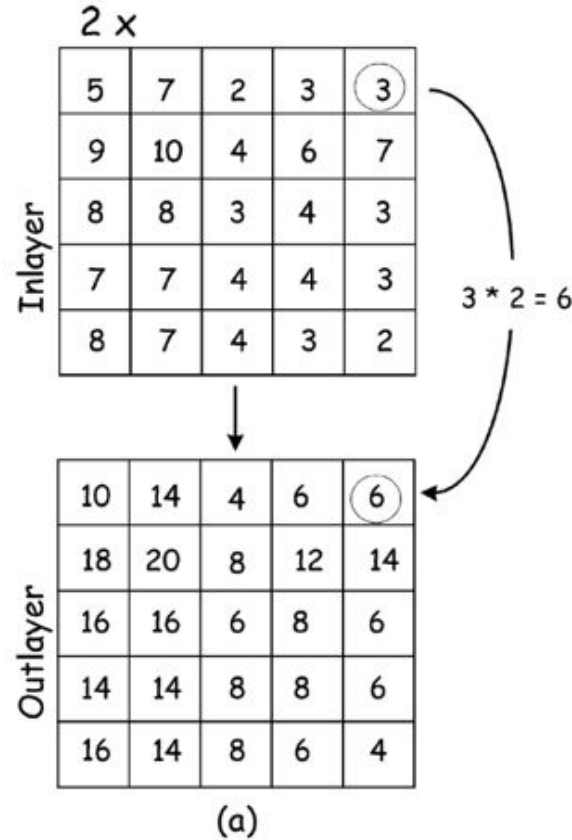 2 x
5 7 2 3 3
9 10 4 6 7
8 8 3 4 3
7 7 4 4 3
8 7 4 3 2
Inlayer
3 * 2 = 6
10 14 4 6 6
18 20 8 12 14
16 16 6 8 6
14 14 8 8 6
16 14 8 6 4
Outlayer
(a)